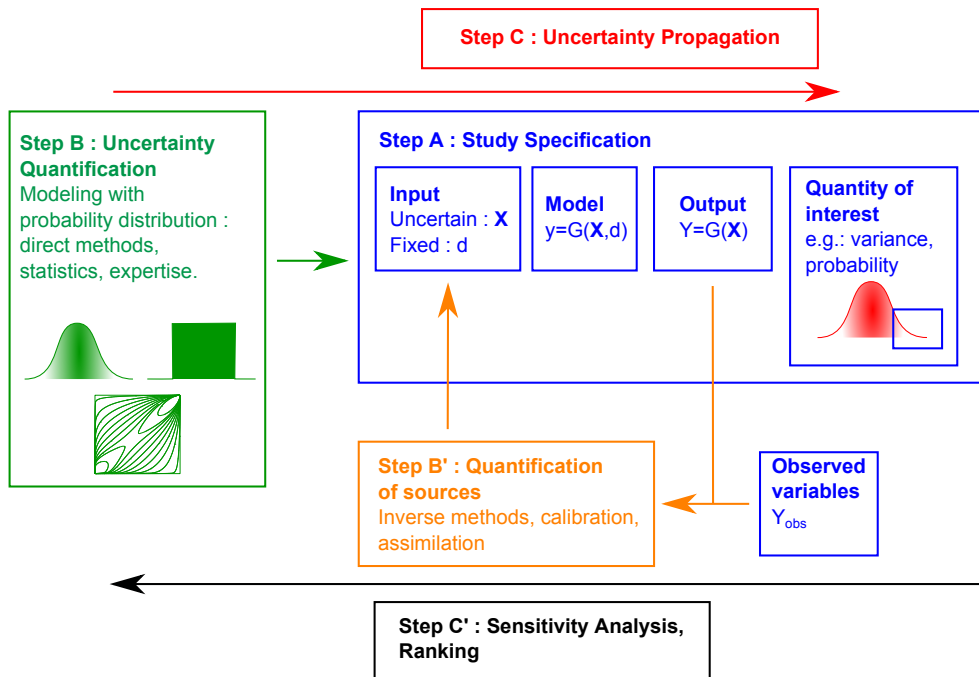 Step C : Uncertainty Propagation
Step B : Uncertainty
Quantification
Modeling with
probability distribution :
direct methods,
statistics, expertise.
Step A : Study Specification
Input
Uncertain : X
Fixed : d
Model
y=G(X,d)
Output
Y=G(X)
Quantity of
interest
e.g.: variance,
probability
Step B' : Quantification
of sources
Inverse methods, calibration,
assimilation
Observed
variables
Yobs
Step C' : Sensitivity Analysis,
Ranking